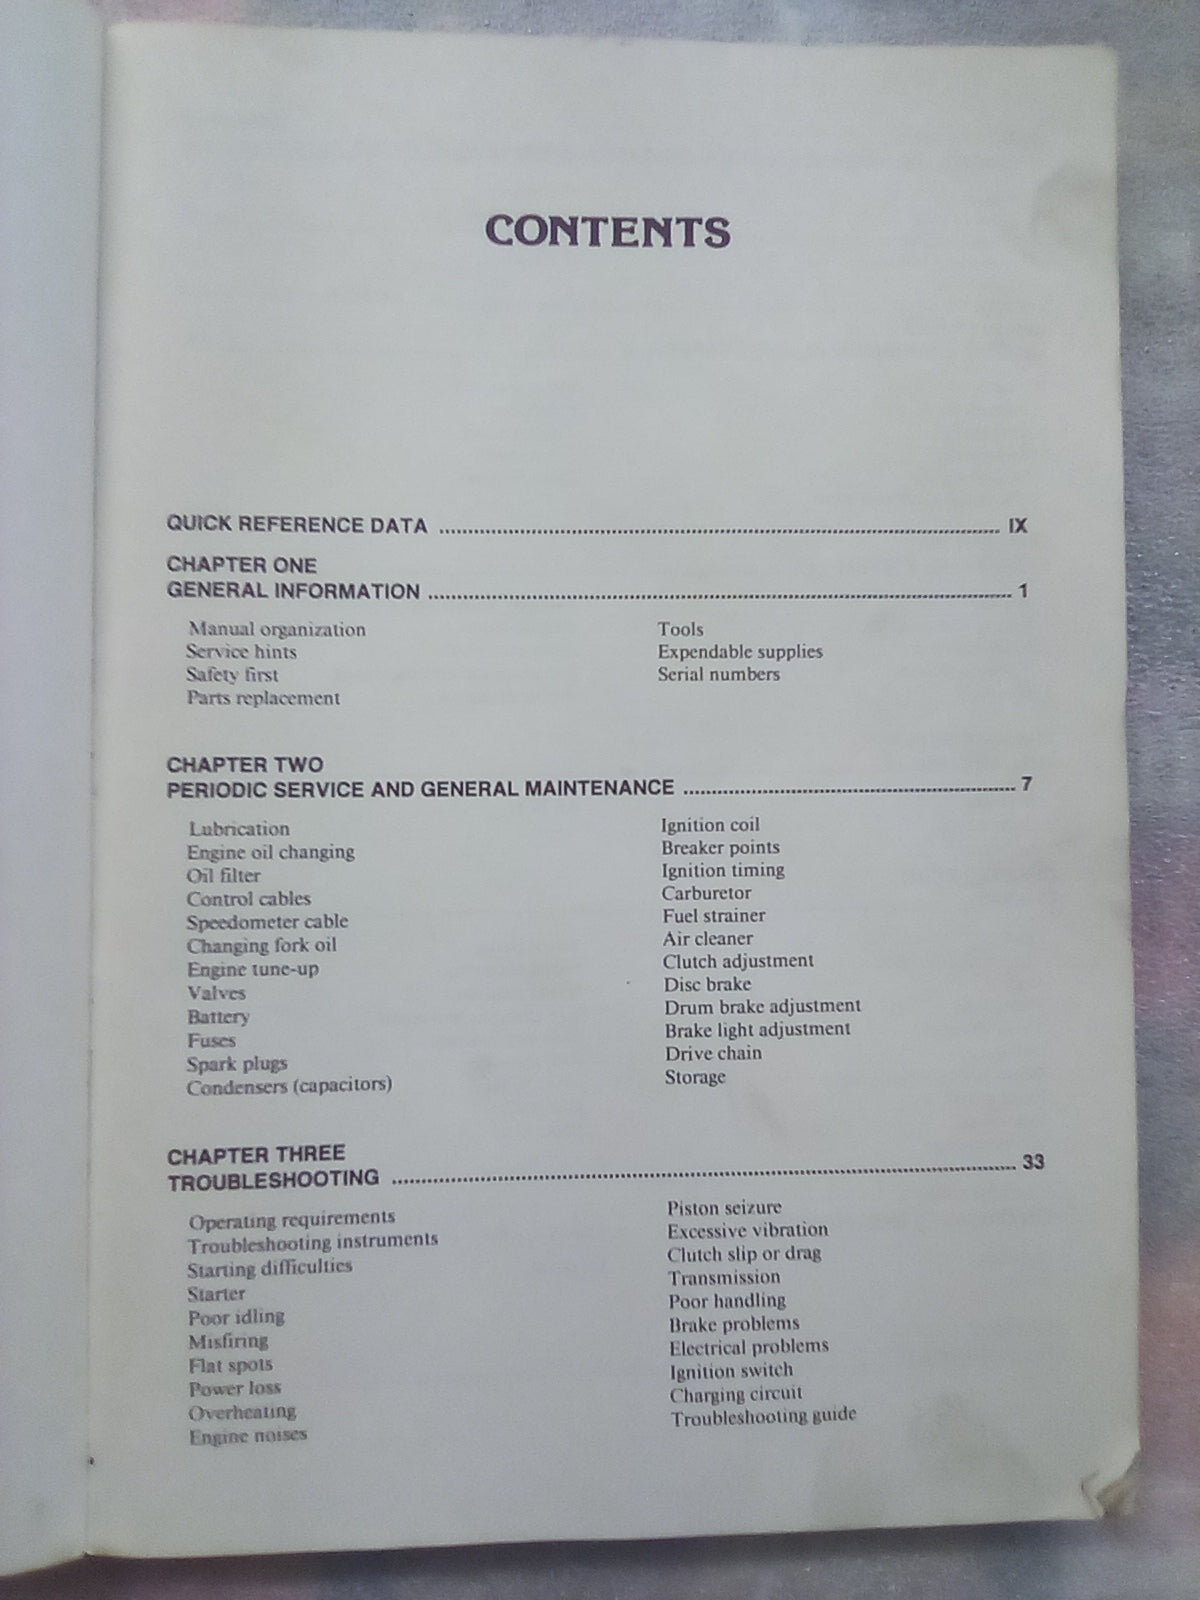 CONTENTS
QUICK REFERENCE DATA ........ IX
CHAPTER ONE
GENERAL INFORMATION ........ 1
Manual organization
Service hints
Safety first
Parts replacement
Tools
Expendable supplies
Serial numbers
CHAPTER TWO
PERIODIC SERVICE AND GENERAL MAINTENANCE ........ 7
Lubrication
Engine oil changing
Oil filter
Control cables
Speedometer cable
Changing fork oil
Engine tune-up
Valves
Battery
Fuses
Spark plugs
Condensers (capacitors)
Ignition coil
Breaker points
Ignition timing
Carburetor
Fuel strainer
Air cleaner
Clutch adjustment
Disc brake
Drum brake adjustment
Brake light adjustment
Drive chain
Storage
CHAPTER THREE
TROUBLESHOOTING ........ 33
Operating requirements
Troubleshooting instruments
Starting difficulties
Starter
Poor idling
Misfiring
Flat spots
Power loss
Overheating
Engine noises
Piston seizure
Excessive vibration
Clutch slip or drag
Transmission
Poor handling
Brake problems
Electrical problems
Ignition switch
Charging circuit
Troubleshooting guide